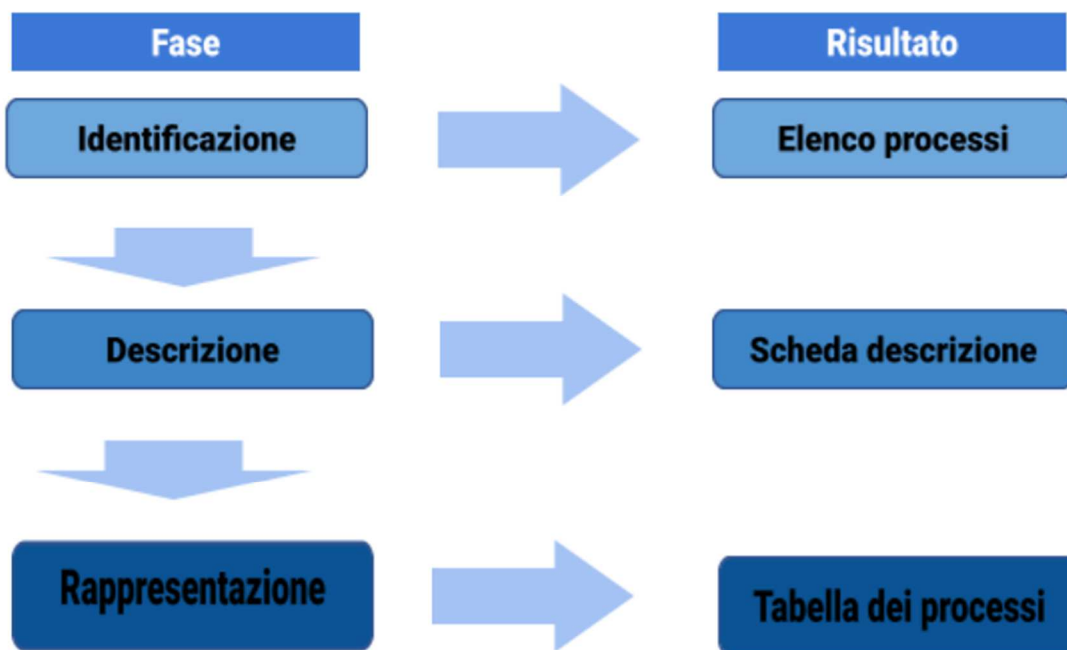 Fase
Risultato
Identificazione
Elenco processi
Descrizione
Scheda descrizione
Rappresentazione
Tabella dei processi